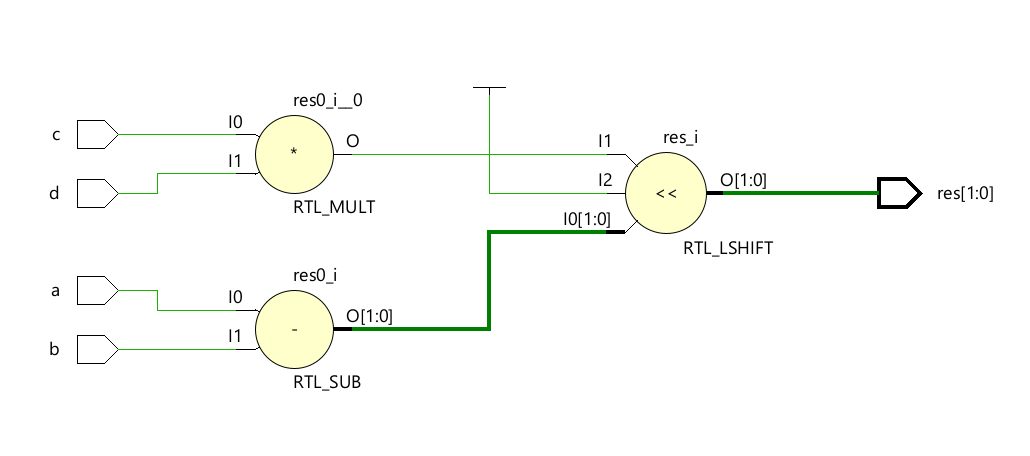 res0_i__0
c
I0
*
O
d
I1
RTL_MULT
res_i
I1
I2
I0[1:0]
<<
O[1:0]
res[1:0]
RTL_LSHIFT
res0_i
a
I0
-
O[1:0]
b
I1
RTL_SUB